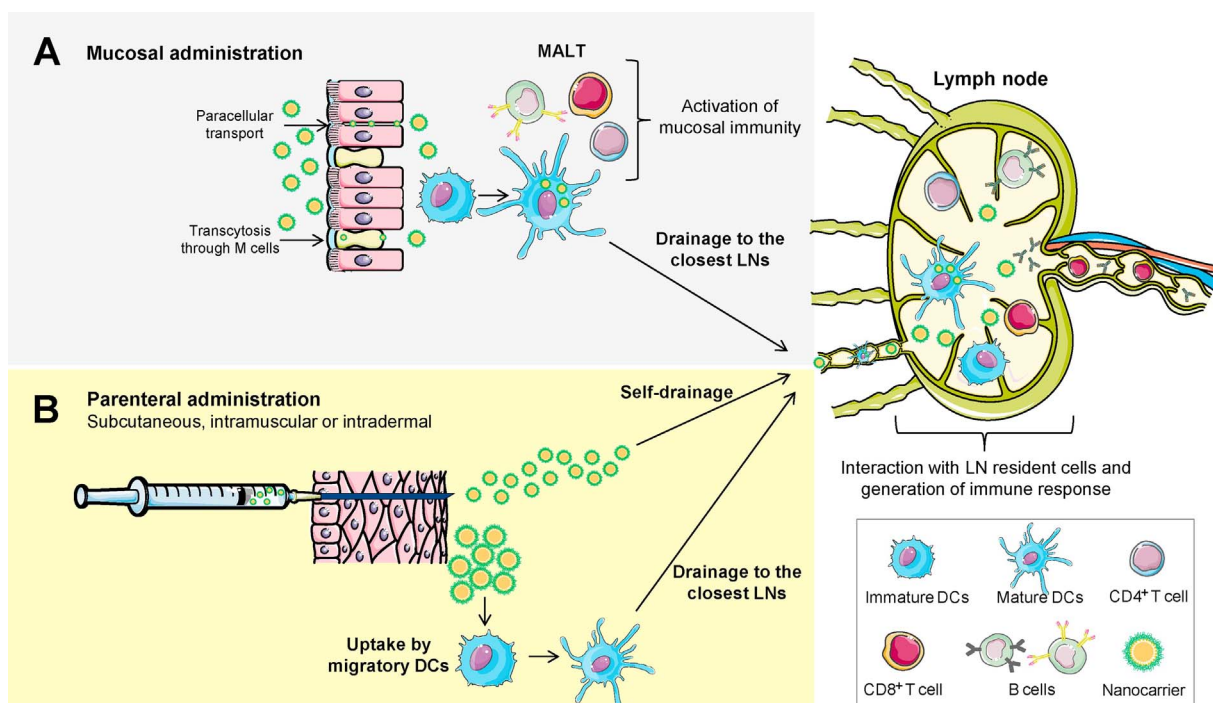 A
Mucosal administration
Paracellular
transport
Transcytosis
through M cells
MALT
Activation of
mucosal immunity
Drainage to the
closest LNs
Lymph node
B
Parenteral administration
Subcutaneous, intramuscular or intradermal
Self-drainage
Drainage to the
closest LNs
Uptake by
migratory DCs
Interaction with LN resident cells and
generation of immune response
Immature DCs
Mature DCs
CD4+ T cell
CD8+ T cell
B cells
Nanocarrier